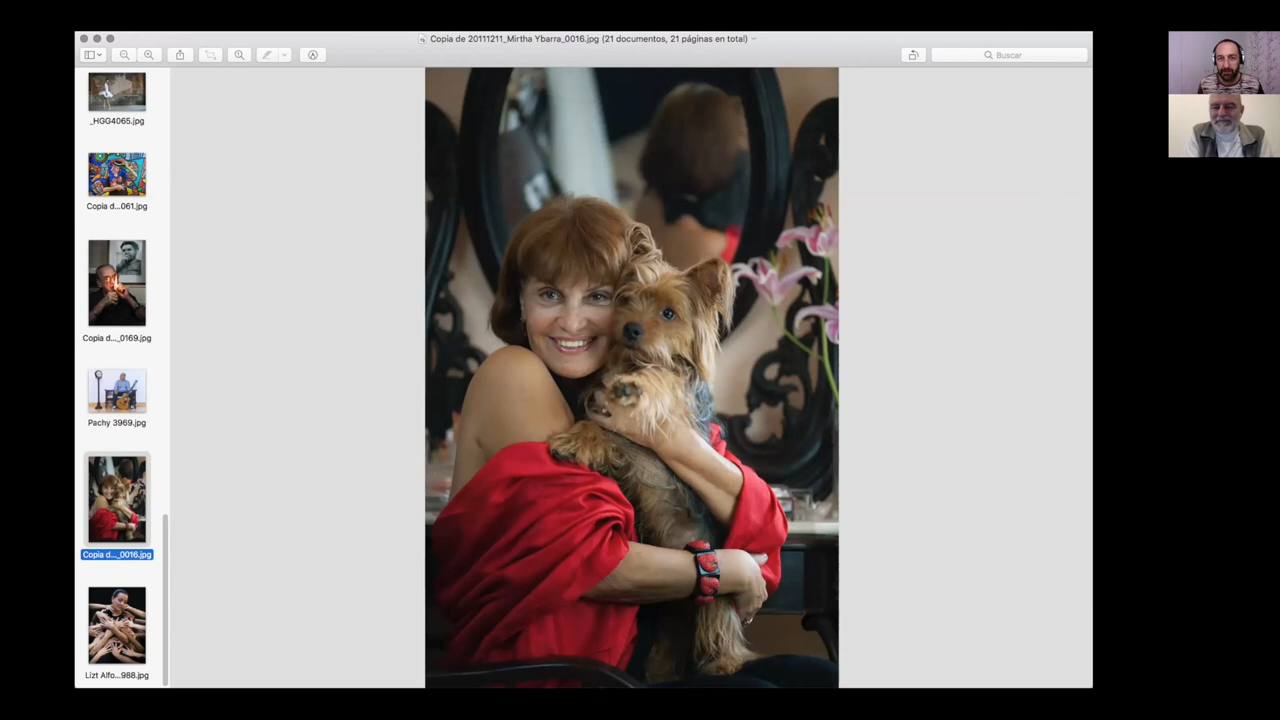 Copia de 20111211_Mirtha Ybarra_0016.jpg (21 documentos, 21 páginas en total)
Buscar
_HGG4065.jpg
Copia d...061.jpg
Copia d..._0169.jpg
Pachy 3969.jpg
Copia d..._0016.jpg
Lizt Alfo...988.jpg